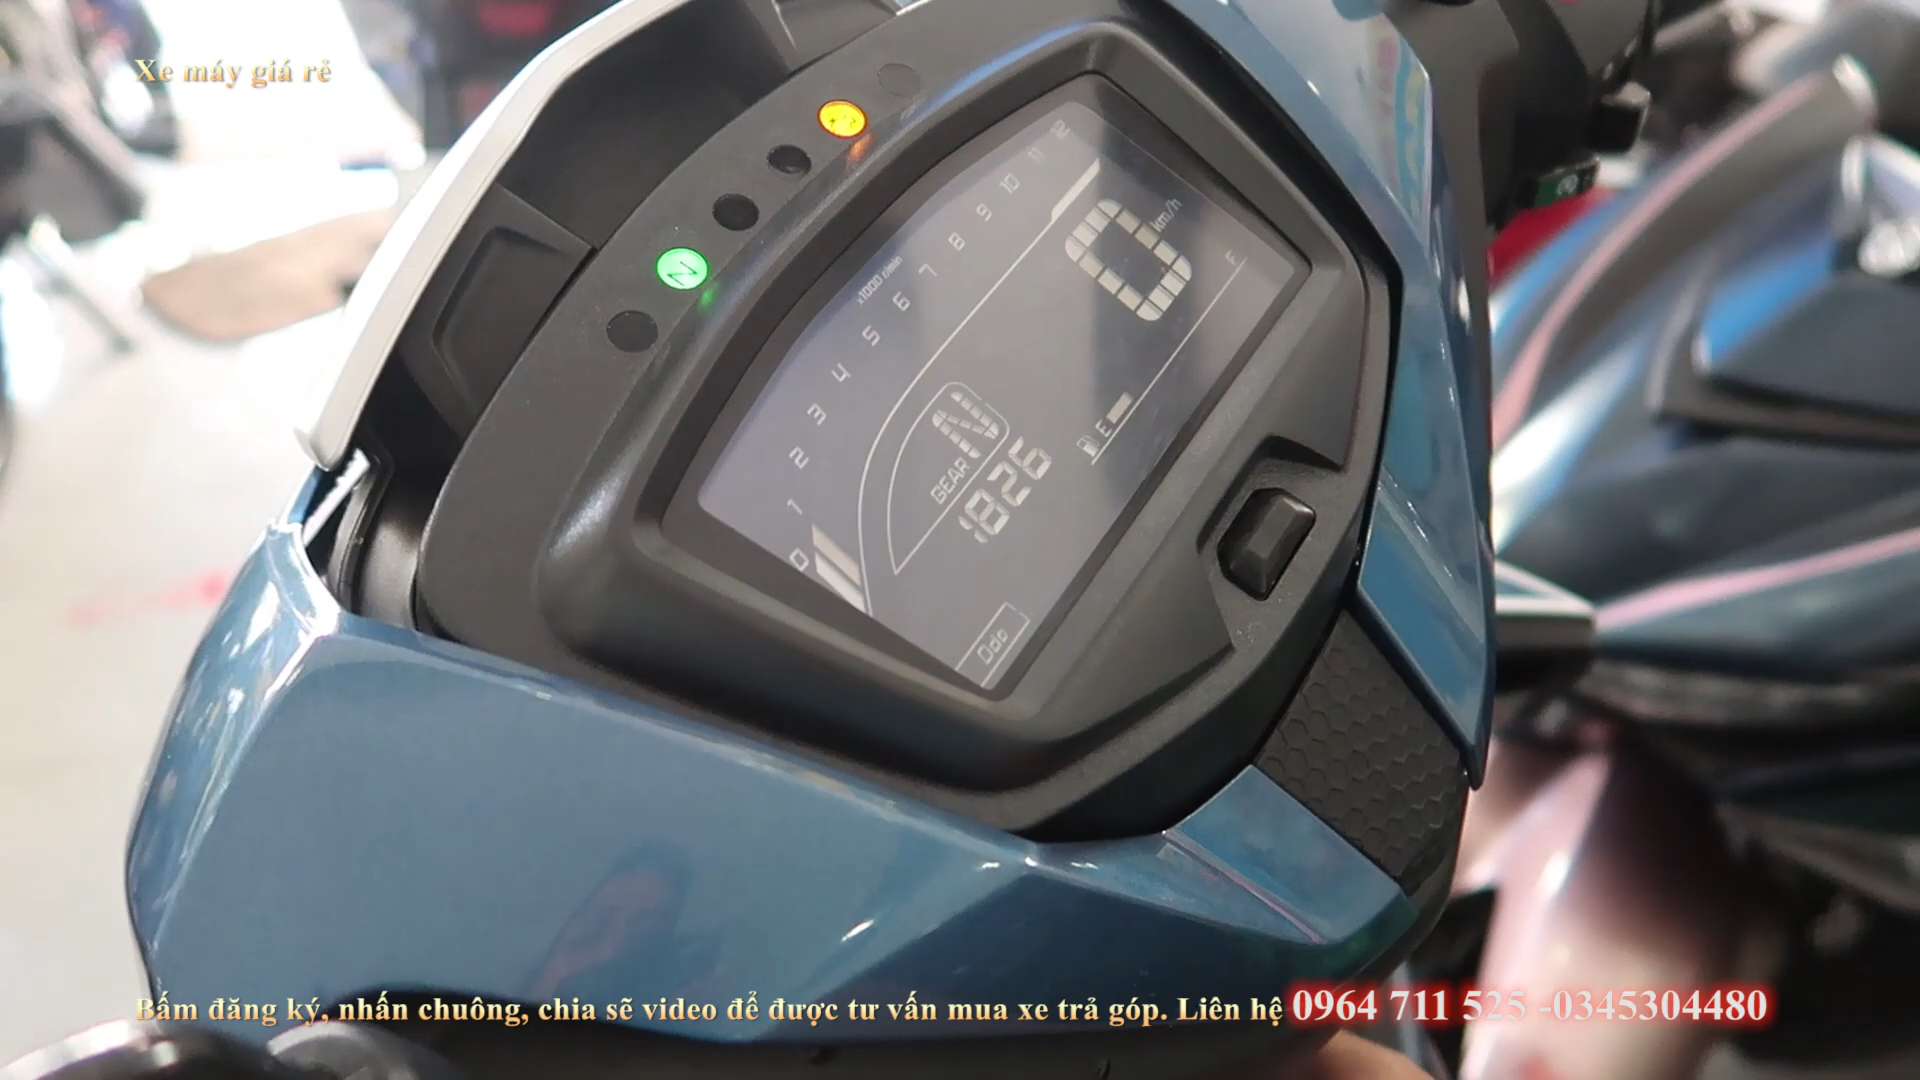 Xe máy giá rẻ
12
11
10
9
8
7
6
5
4
3
2
1
0
x1000 r/min
0 km/h
F
E
N
GEAR
1826
Odo
N
Bấm đăng ký, nhấn chuông, chia sẽ video để được tư vấn mua xe trả góp. Liên hệ 0964 711 525 -0345304480